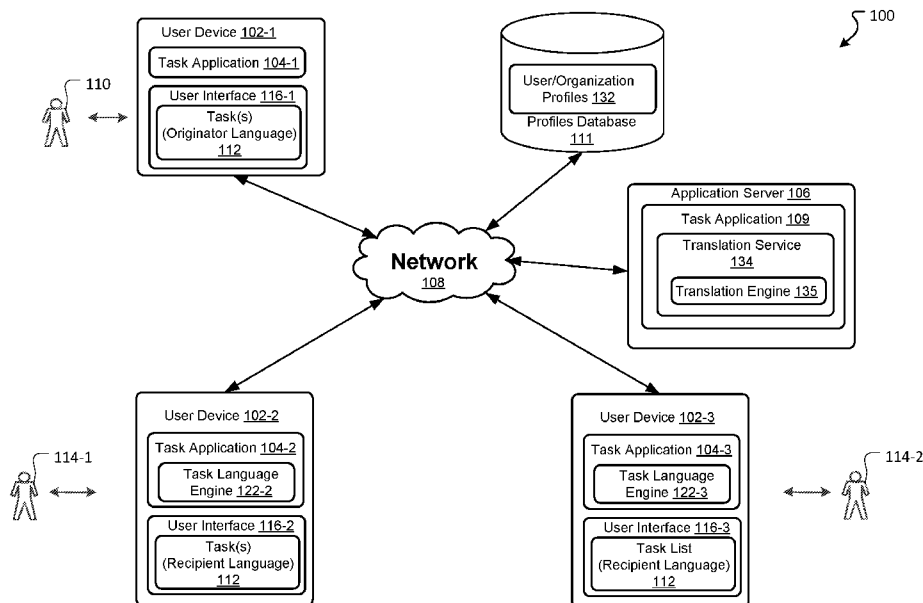 100
User Device 102-1
Task Application 104-1
User Interface 116-1
Task(s)
(Originator Language)
112
110
User/Organization
Profiles 132
Profiles Database
111
Application Server 106
Task Application 109
Translation Service
134
Translation Engine 135
Network
108
User Device 102-2
Task Application 104-2
Task Language
Engine 122-2
User Interface 116-2
Task(s)
(Recipient Language)
112
114-1
User Device 102-3
Task Application 104-3
Task Language
Engine 122-3
User Interface 116-3
Task List
(Recipient Language)
112
114-2